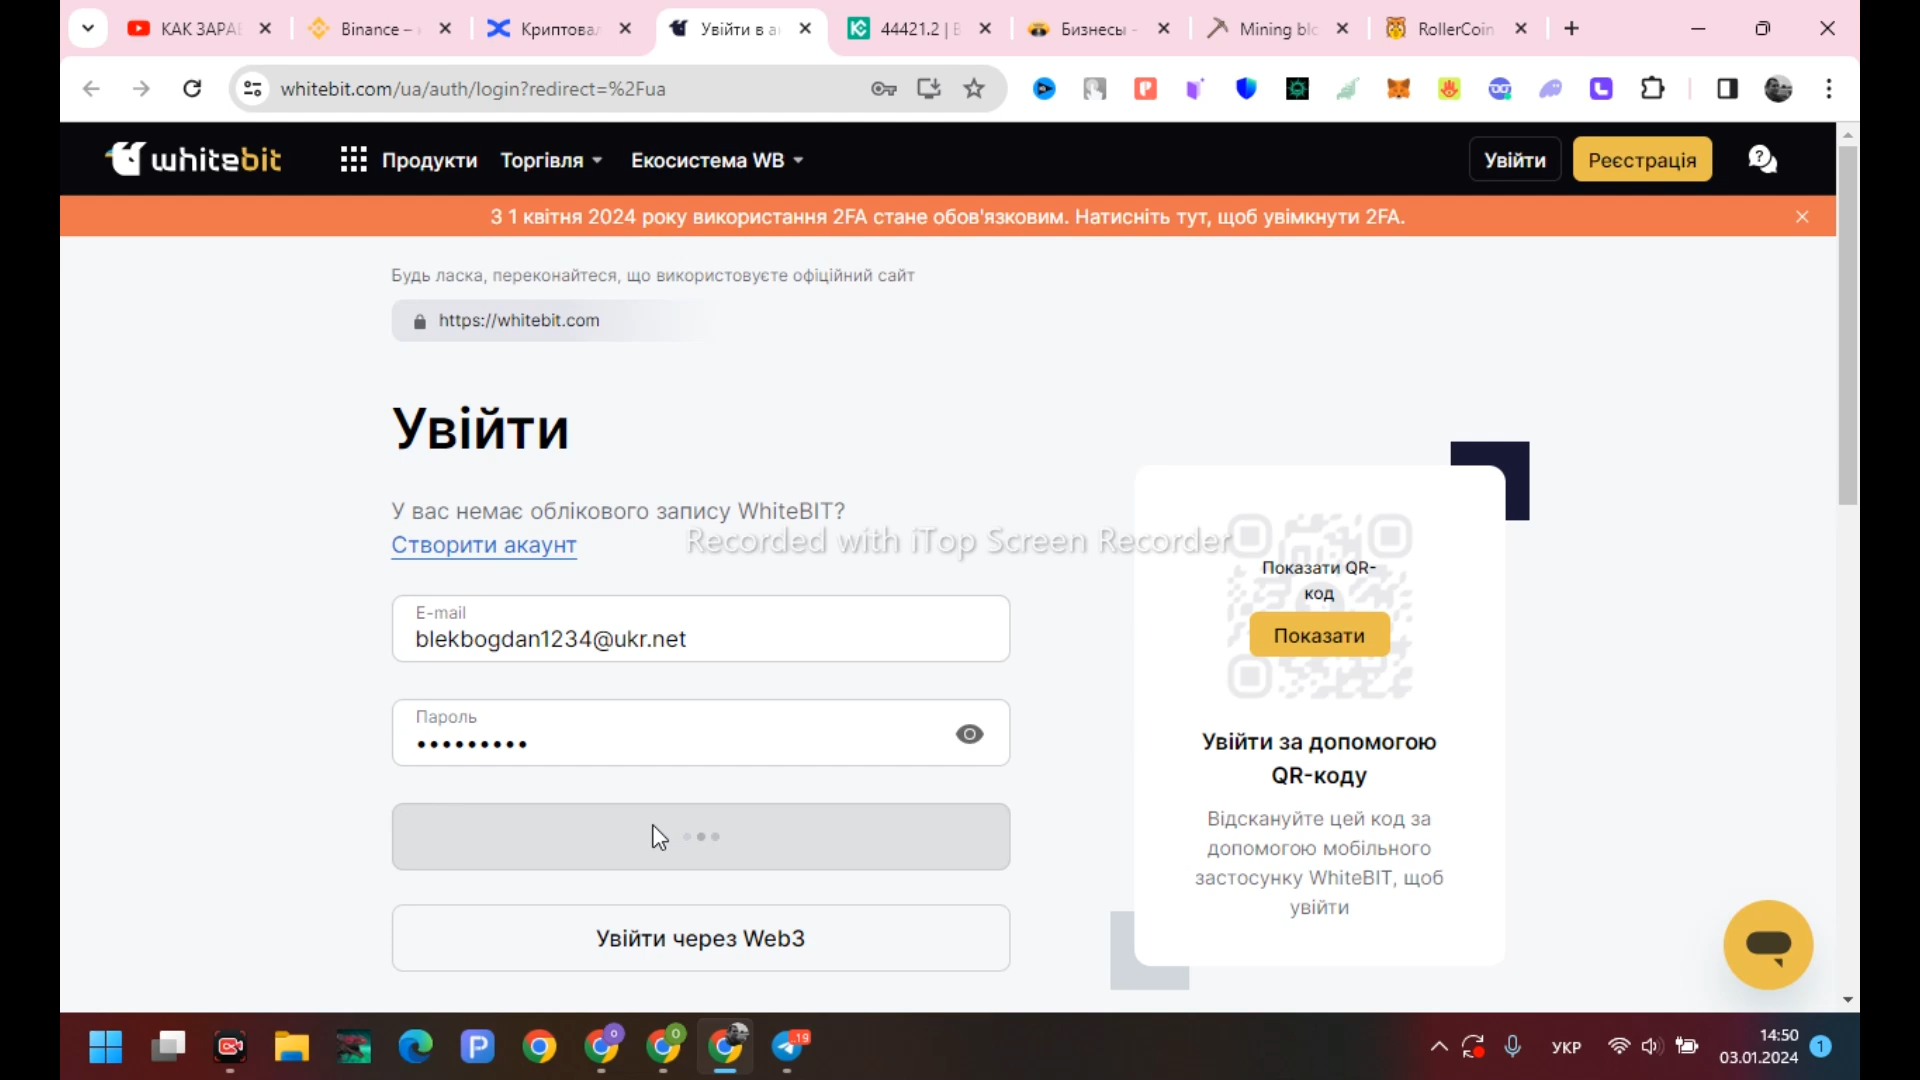 КАК ЗАРА
Binance –
Криптовал
Увійти в а
44421.2 | В
Бизнесы -
Mining blo
RollerCoin
whitebit.com/ua/auth/login?redirect=%2Fua
whitebit
Продукти
Торгівля
Екосистема WB
Увійти
Реєстрація
З 1 квітня 2024 року використання 2FA стане обов'язковим. Натисніть тут, щоб увімкнути 2FA.
Будь ласка, переконайтеся, що використовуєте офіційний сайт
https://whitebit.com
Увійти
У вас немає облікового запису WhiteBIT?
Створити акаунт
Recorded with iTop Screen Recorder
E-mail
blekbogdan1234@ukr.net
Пароль
•••••••••
Увійти через Web3
Показати QR-
код
Показати
Увійти за допомогою
QR-коду
Відскануйте цей код за
допомогою мобільного
застосунку WhiteBIT, щоб
увійти
19
УКР
14:50
03.01.2024
1